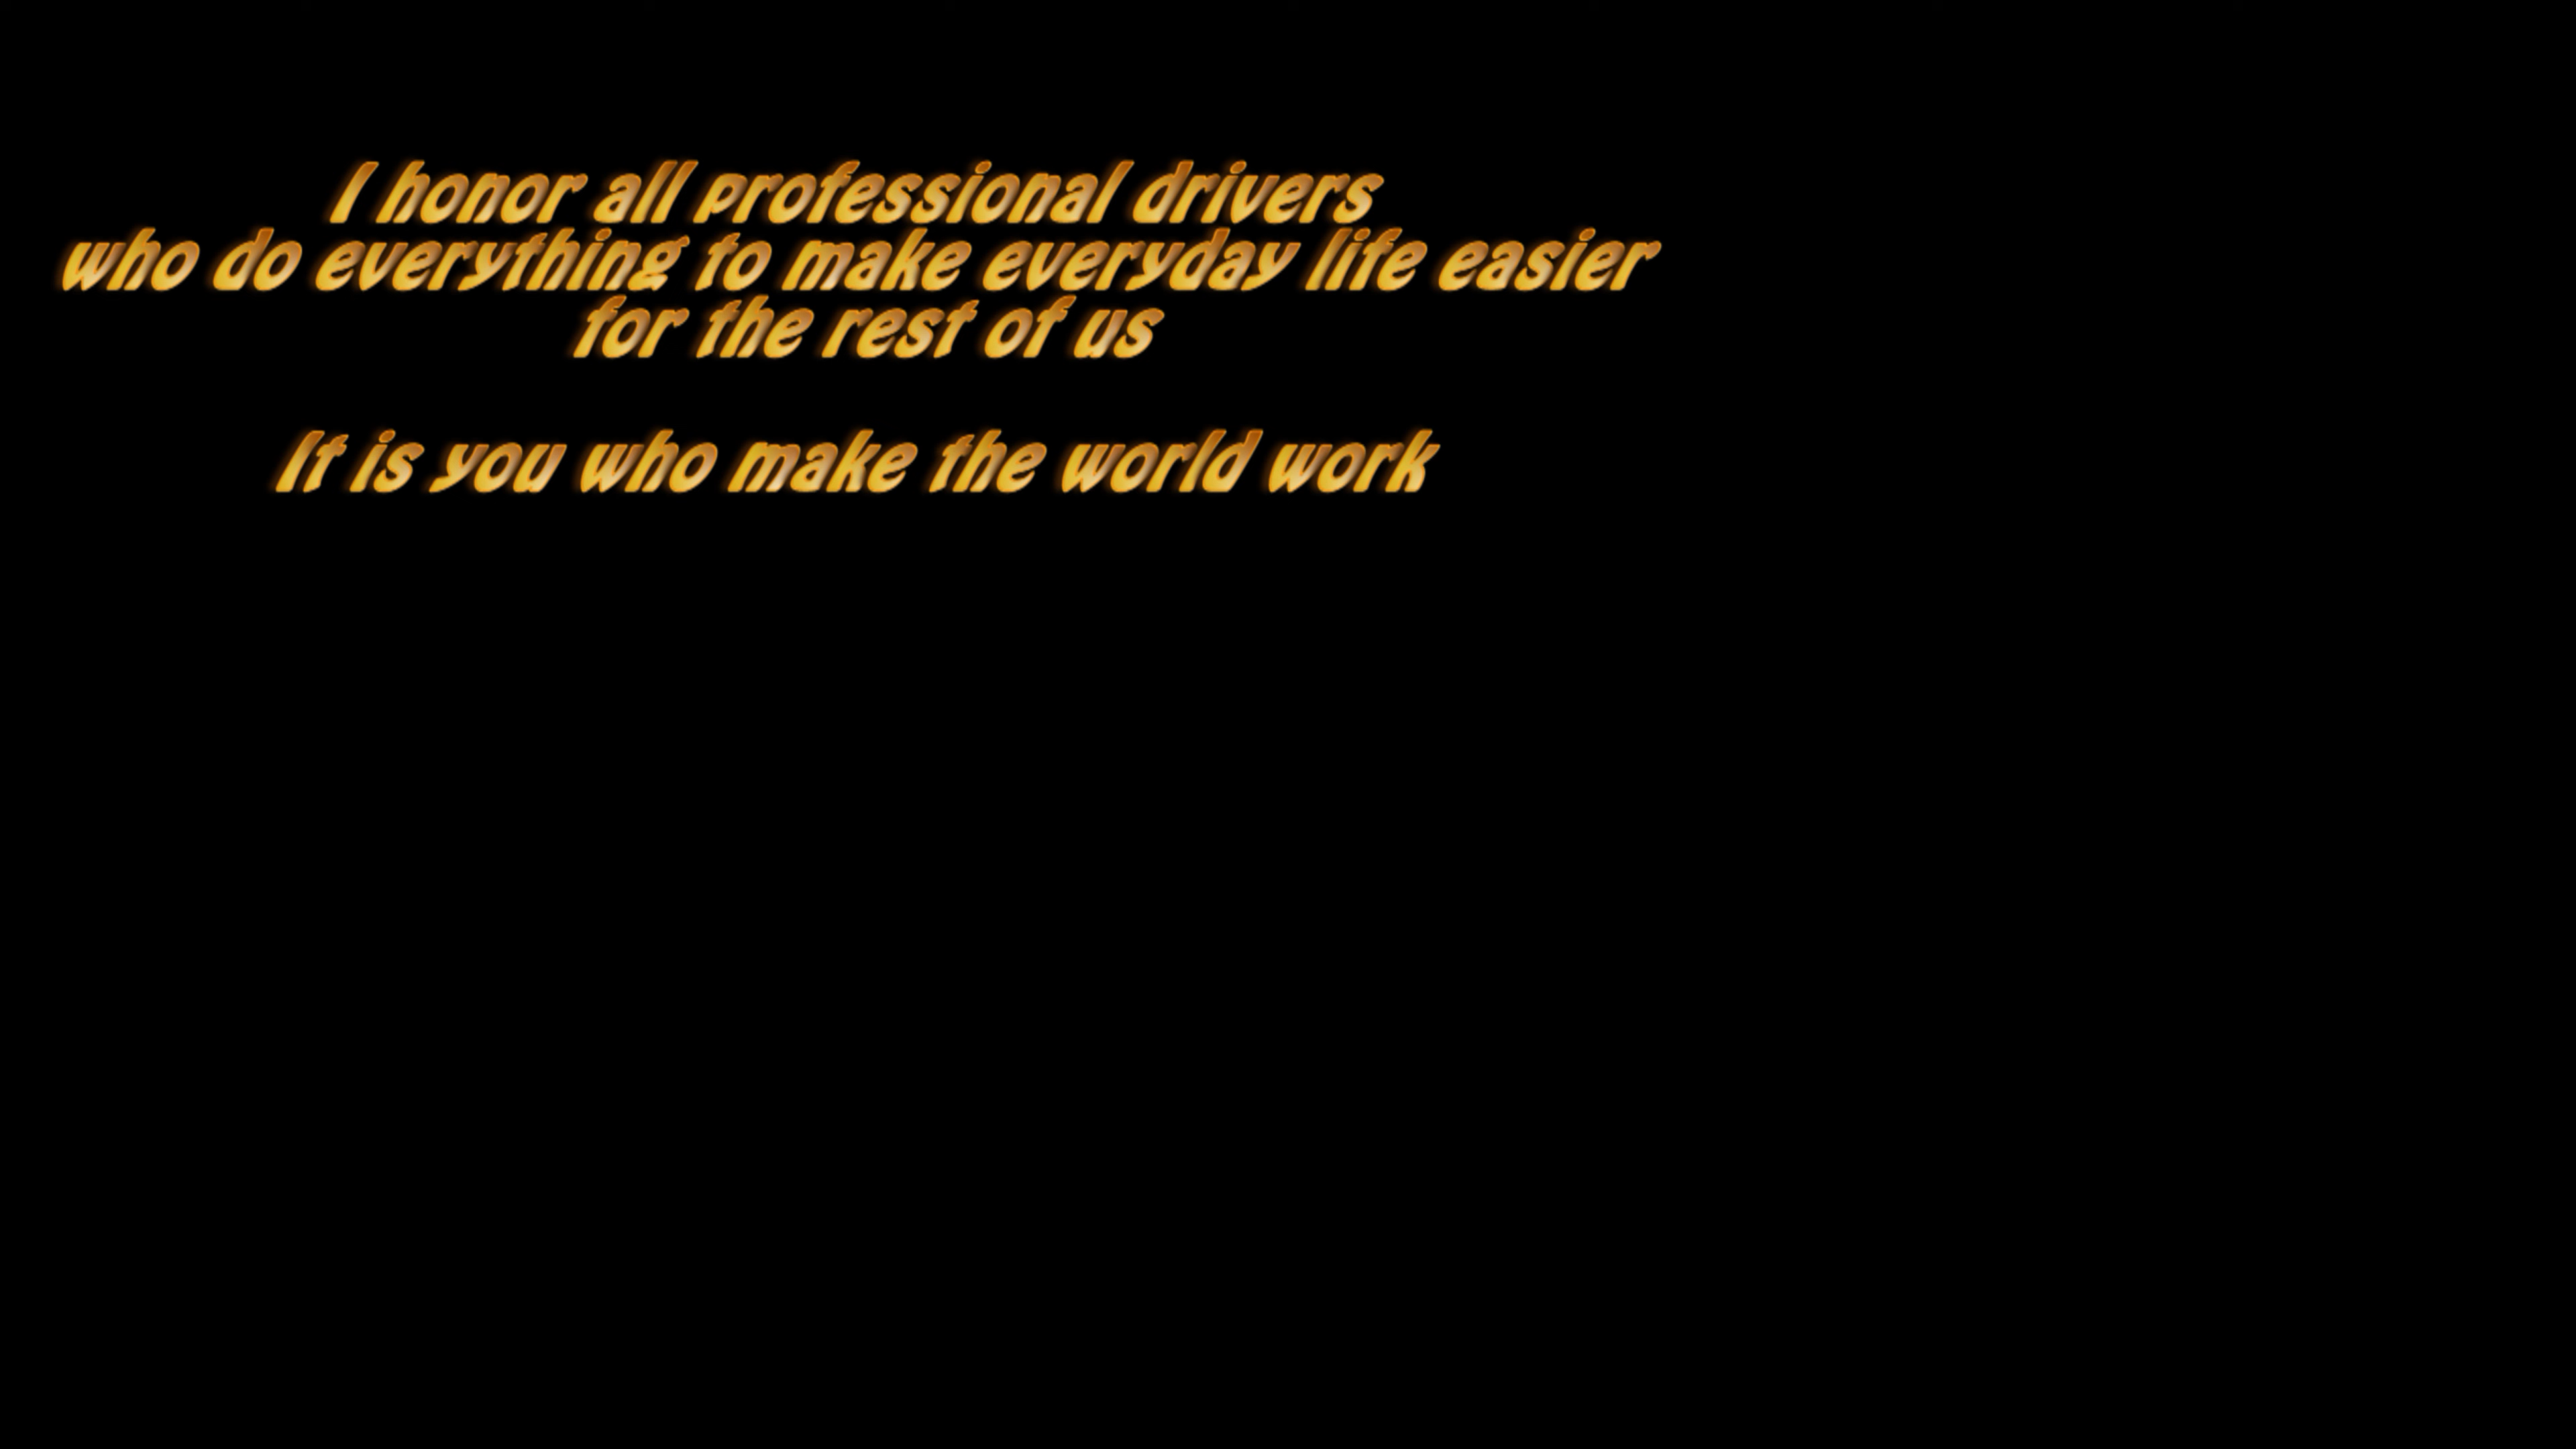 I honor all professional drivers
who do everything to make everyday life easier
for the rest of us
It is you who make the world work